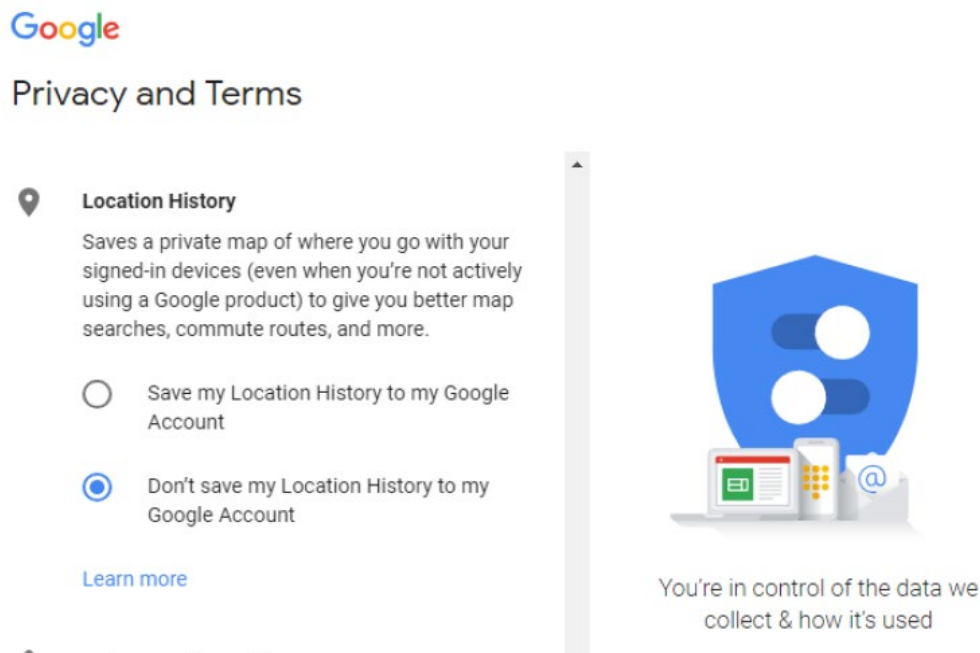 Google
Privacy and Terms
Location History
Saves a private map of where you go with your
signed-in devices (even when you're not actively
using a Google product) to give you better map
searches, commute routes, and more.
Save my Location History to my Google
Account
Don't save my Location History to my
Google Account
Learn more
@
You're in control of the data we
collect & how it's used